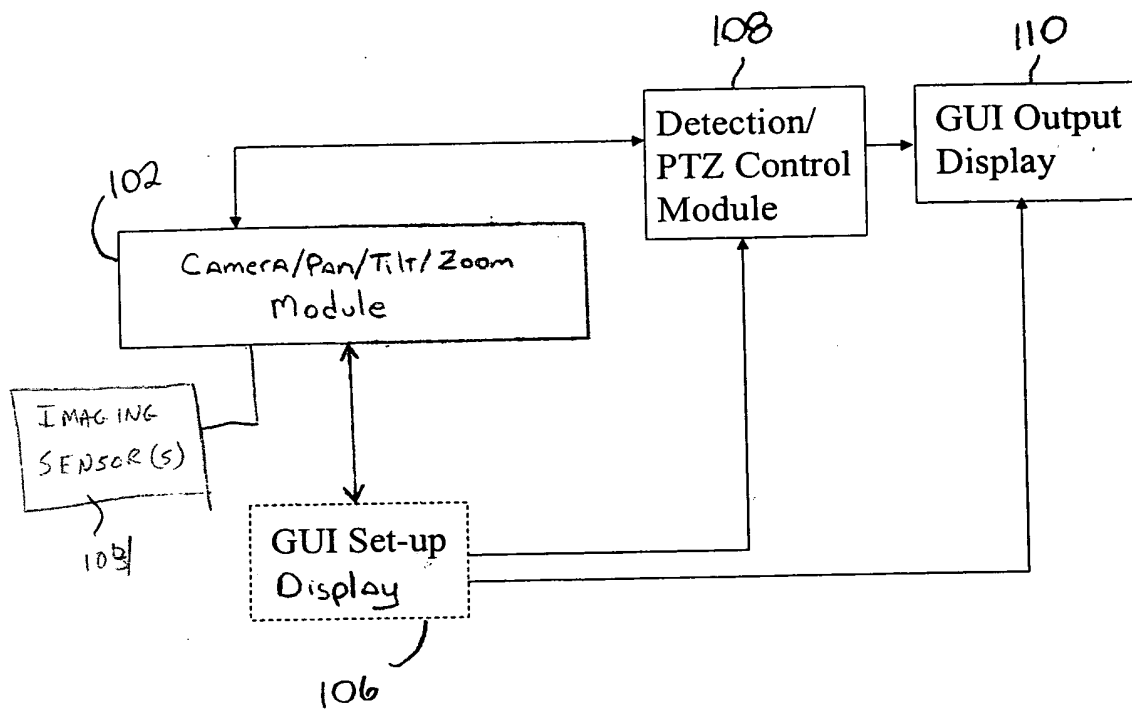 108
110
Detection/
PTZ Control
Module
GUI Output
Display
102
Camera/Pan/Tilt/Zoom
Module
IMAGING
SENSOR(S)
GUI Set-up
Display
106